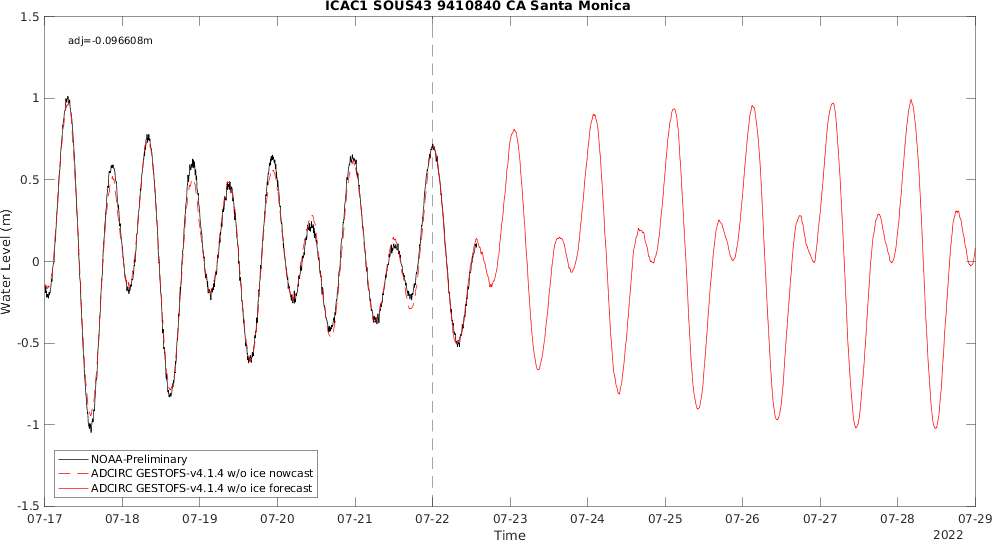 ICAC1 SOUS43 9410840 CA Santa Monica
1.5
adj=-0.096608m
1
0.5
0
-0.5
-1
-1.5
Water Level (m)
NOAA-Preliminary
ADCIRC GESTOFS-v4.1.4 w/o ice nowcast
ADCIRC GESTOFS-v4.1.4 w/o ice forecast
07-17 07-18 07-19 07-20 07-21 07-22 07-23 07-24 07-25 07-26 07-27 07-28 07-29
Time
2022